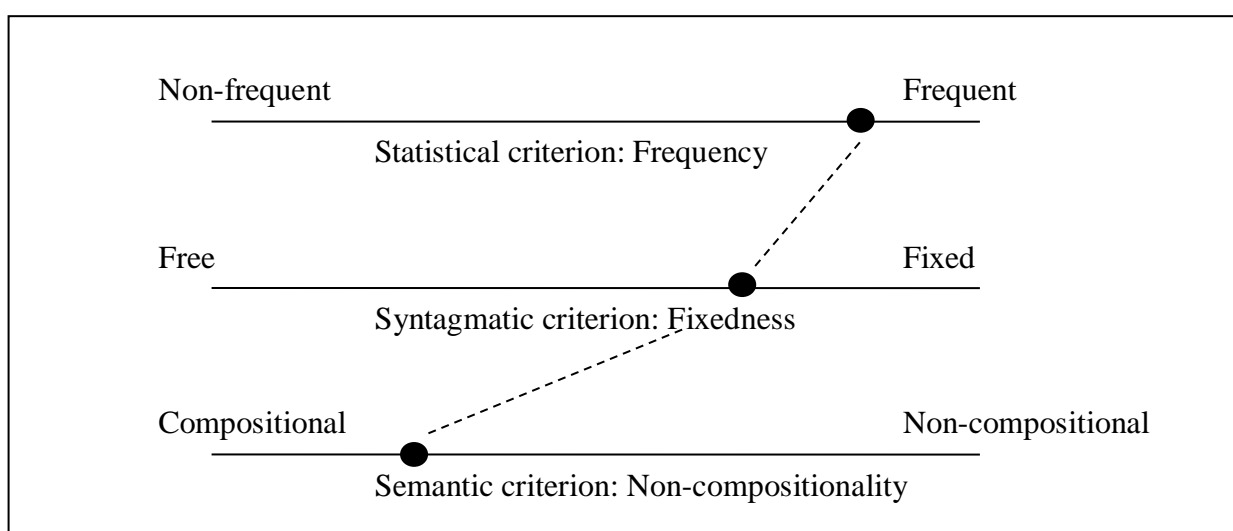 Non-frequent Frequent
Statistical criterion: Frequency
Free Fixed
Syntagmatic criterion: Fixedness
Compositional Non-compositional
Semantic criterion: Non-compositionality